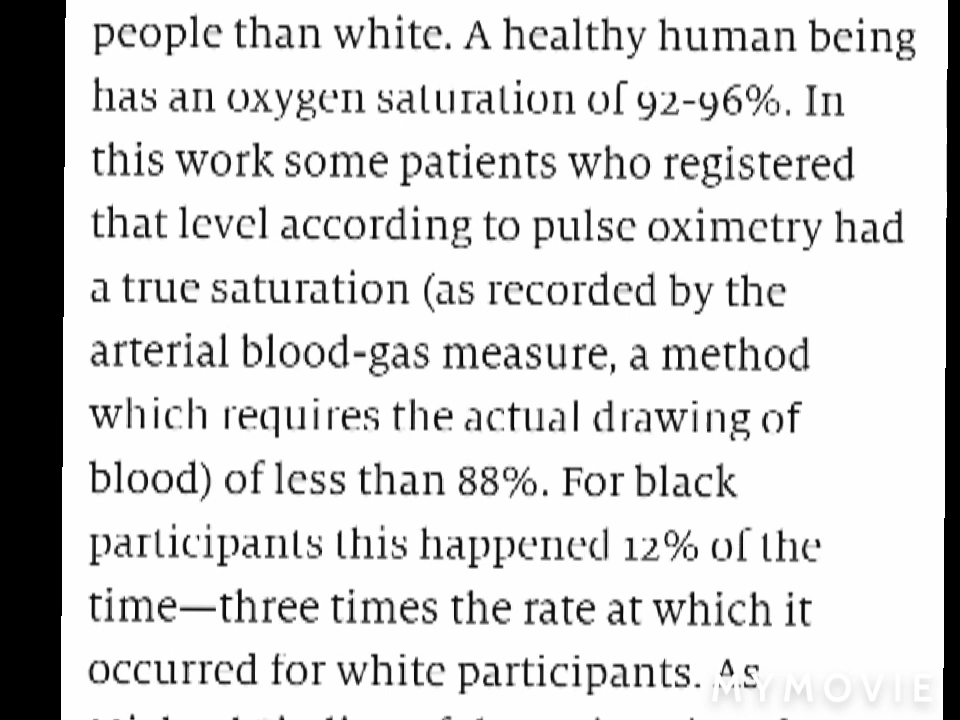 people than white. A healthy human being
has an oxygen saturation of 92-96%. In
this work some patients who registered
that level according to pulse oximetry had
a true saturation (as recorded by the
arterial blood-gas measure, a method
which requires the actual drawing of
blood) of less than 88%. For black
participants this happened 12% of the
time—three times the rate at which it
occurred for white participants. As
MYMOVIE